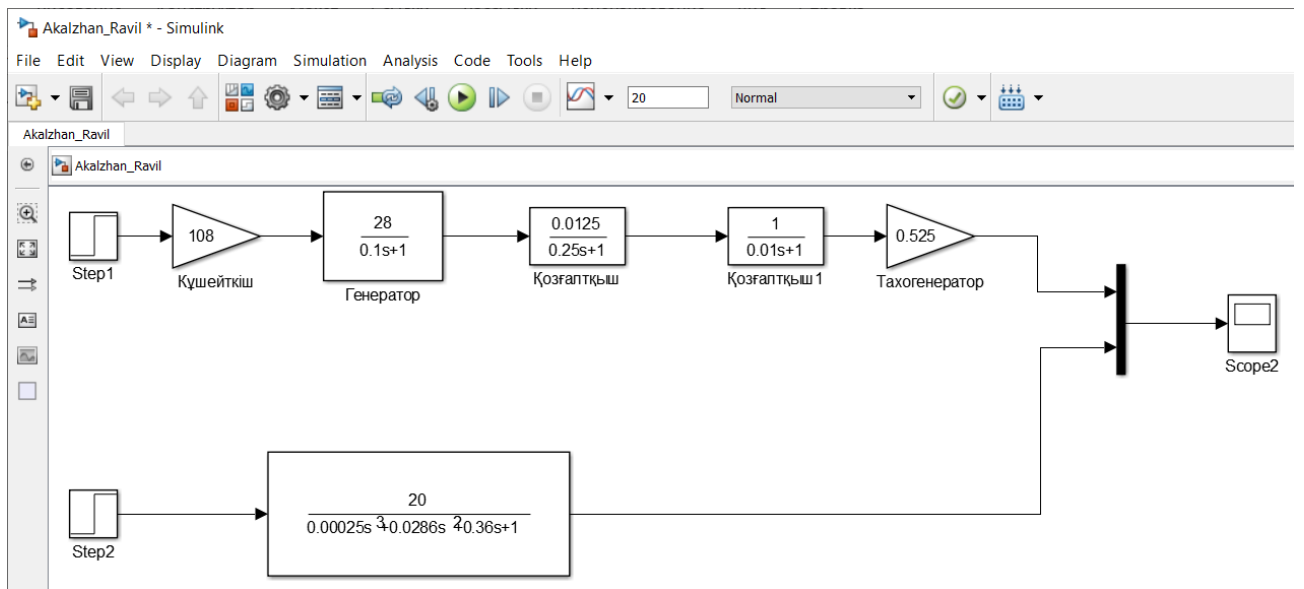 Akalzhan_Ravil * - Simulink
File Edit View Display Diagram Simulation Analysis Code Tools Help
20 Normal
Akalzhan_Ravil
Akalzhan_Ravil
Step1
108
Күшейткіш
28
0.1s+1
Генератор
0.0125
0.25s+1
Қозғалтқыш
1
0.01s+1
Қозғалтқыш1
0.525
Тахогенератор
Scope2
Step2
20
0.00025s3+0.0286s2+0.36s+1